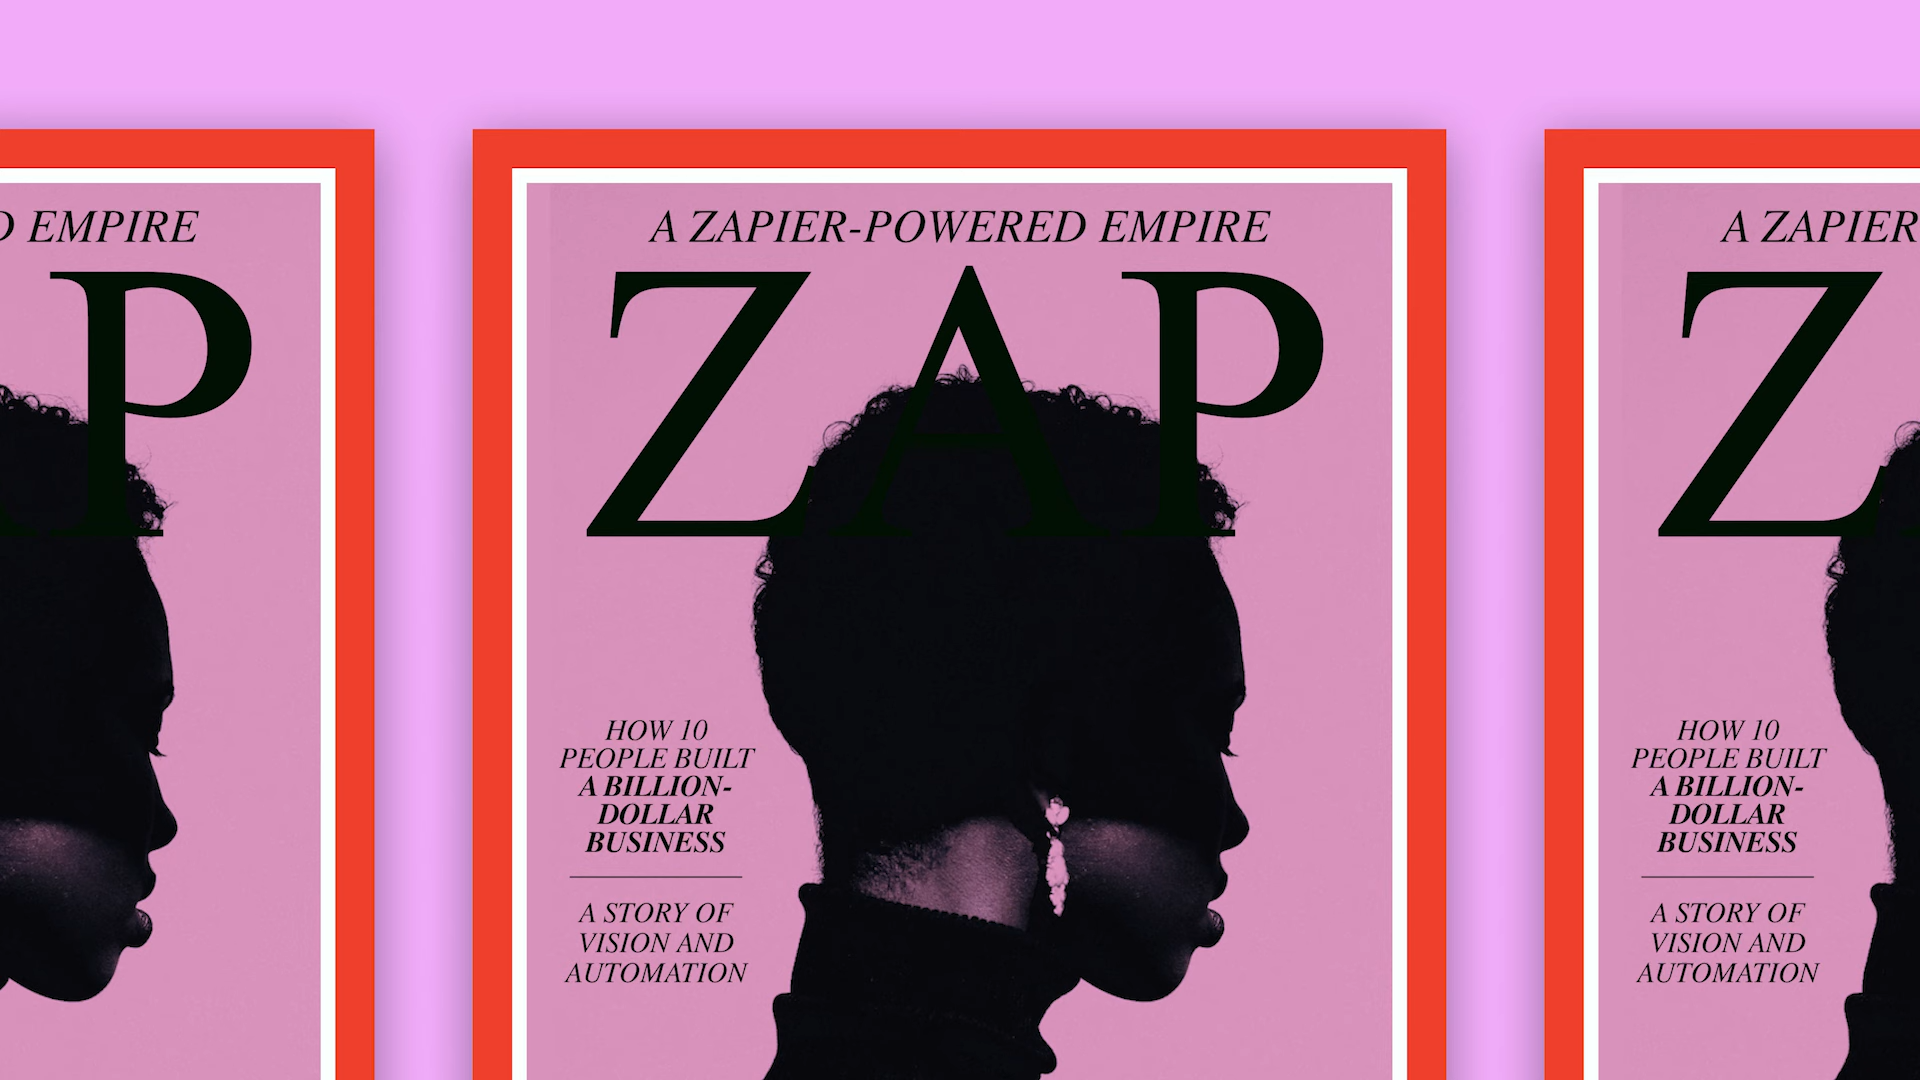 D EMPIRE
AP
A ZAPIER-POWERED EMPIRE
ZAP
HOW 10
PEOPLE BUILT
A BILLION-
DOLLAR
BUSINESS
A STORY OF
VISION AND
AUTOMATION
A ZAPIER
Z
HOW 10
PEOPLE BUILT
A BILLION-
DOLLAR
BUSINESS
A STORY OF
VISION AND
AUTOMATION